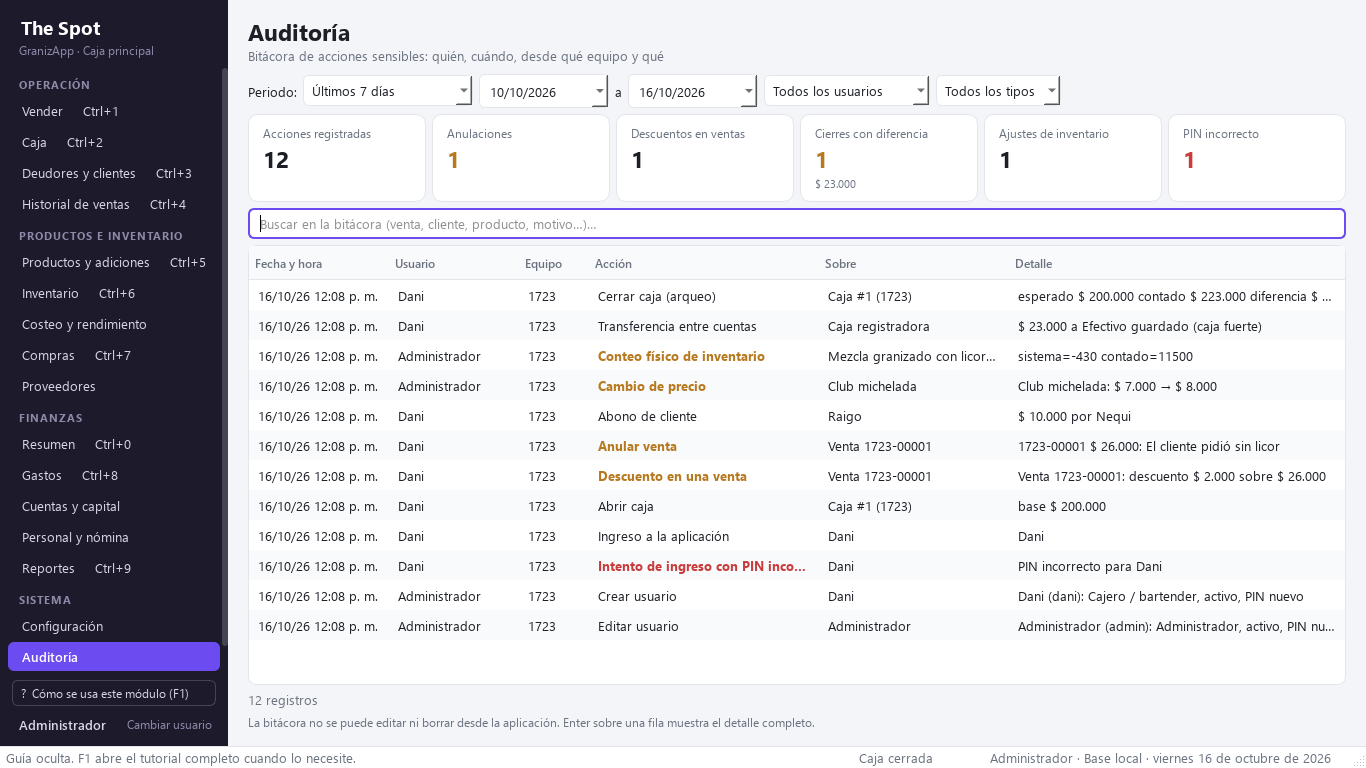 The Spot
GranizApp · Caja principal
OPERACIÓN
Vender Ctrl+1
Caja Ctrl+2
Deudores y clientes Ctrl+3
Historial de ventas Ctrl+4
PRODUCTOS E INVENTARIO
Productos y adiciones Ctrl+5
Inventario Ctrl+6
Costeo y rendimiento
Compras Ctrl+7
Proveedores
FINANZAS
Resumen Ctrl+0
Gastos Ctrl+8
Cuentas y capital
Personal y nómina
Reportes Ctrl+9
SISTEMA
Configuración
Auditoría
? Cómo se usa este módulo (F1)
Administrador Cambiar usuario
Auditoría
Bitácora de acciones sensibles: quién, cuándo, desde qué equipo y qué
Periodo: Últimos 7 días 10/10/2026 a 16/10/2026 Todos los usuarios Todos los tipos
Acciones registradas
12
Anulaciones
1
Descuentos en ventas
1
Cierres con diferencia
1
$ 23.000
Ajustes de inventario
1
PIN incorrecto
1
Buscar en la bitácora (venta, cliente, producto, motivo…)…
Fecha y hora Usuario Equipo Acción Sobre Detalle
16/10/26 12:08 p. m. Dani 1723 Cerrar caja (arqueo) Caja #1 (1723) esperado $ 200.000 contado $ 223.000 diferencia $ …
16/10/26 12:08 p. m. Dani 1723 Transferencia entre cuentas Caja registradora $ 23.000 a Efectivo guardado (caja fuerte)
16/10/26 12:08 p. m. Administrador 1723 Conteo físico de inventario Mezcla granizado con licor… sistema=-430 contado=11500
16/10/26 12:08 p. m. Administrador 1723 Cambio de precio Club michelada Club michelada: $ 7.000 → $ 8.000
16/10/26 12:08 p. m. Dani 1723 Abono de cliente Raigo $ 10.000 por Nequi
16/10/26 12:08 p. m. Dani 1723 Anular venta Venta 1723-00001 1723-00001 $ 26.000: El cliente pidió sin licor
16/10/26 12:08 p. m. Dani 1723 Descuento en una venta Venta 1723-00001 Venta 1723-00001: descuento $ 2.000 sobre $ 26.000
16/10/26 12:08 p. m. Dani 1723 Abrir caja Caja #1 (1723) base $ 200.000
16/10/26 12:08 p. m. Dani 1723 Ingreso a la aplicación Dani Dani
16/10/26 12:08 p. m. Dani 1723 Intento de ingreso con PIN inco… Dani PIN incorrecto para Dani
16/10/26 12:08 p. m. Administrador 1723 Crear usuario Dani Dani (dani): Cajero / bartender, activo, PIN nuevo
16/10/26 12:08 p. m. Administrador 1723 Editar usuario Administrador Administrador (admin): Administrador, activo, PIN nu…
12 registros
La bitácora no se puede editar ni borrar desde la aplicación. Enter sobre una fila muestra el detalle completo.
Guía oculta. F1 abre el tutorial completo cuando lo necesite. Caja cerrada Administrador · Base local · viernes 16 de octubre de 2026